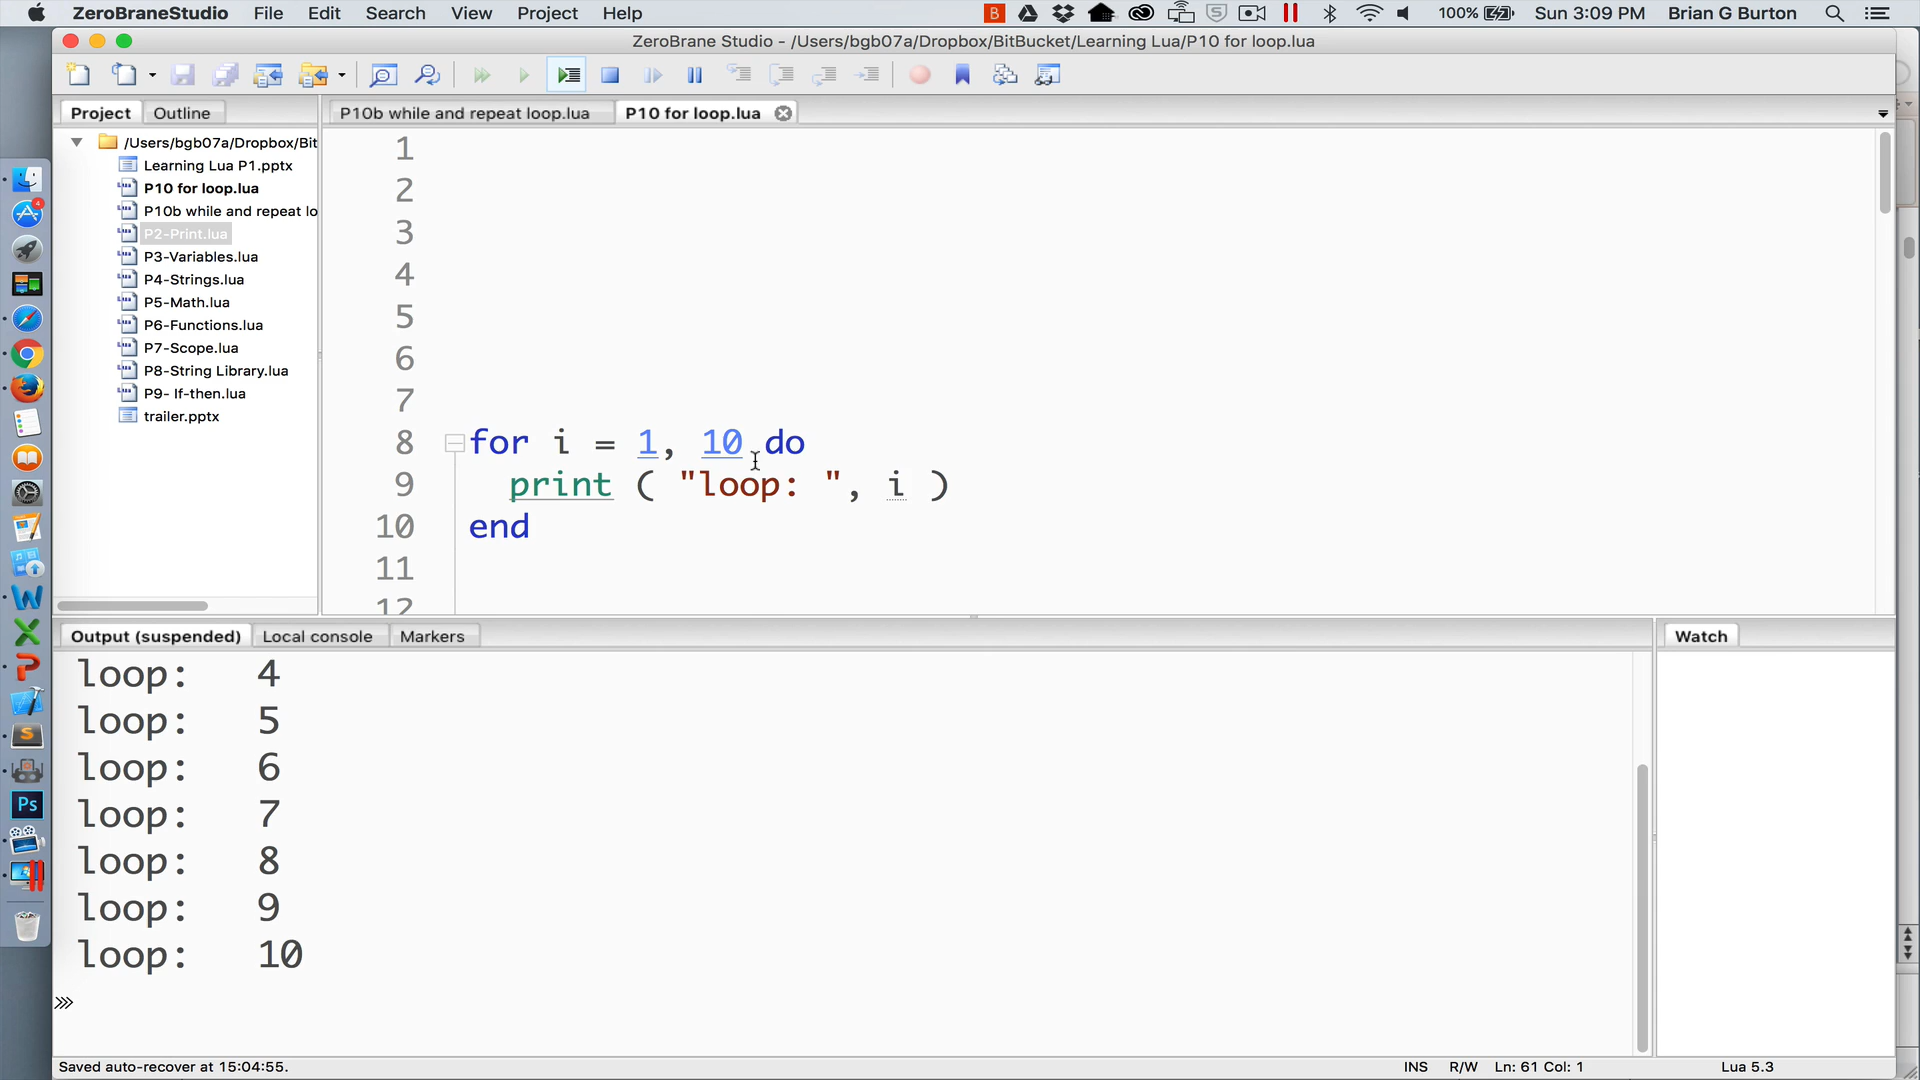 ZeroBraneStudio File Edit Search View Project Help 100% Sun 3:09 PM Brian G Burton
ZeroBrane Studio - /Users/bgb07a/Dropbox/BitBucket/Learning Lua/P10 for loop.lua
Project Outline P10b while and repeat loop.lua P10 for loop.lua
/Users/bgb07a/Dropbox/Bit
Learning Lua P1.pptx
P10 for loop.lua
P10b while and repeat lo
P2-Print.lua
P3-Variables.lua
P4-Strings.lua
P5-Math.lua
P6-Functions.lua
P7-Scope.lua
P8-String Library.lua
P9- If-then.lua
trailer.pptx
1
2
3
4
5
6
7
8 for i = 1, 10 do
9 print ( "loop: ", i )
10 end
11
12
Output (suspended) Local console Markers Watch
loop: 4
loop: 5
loop: 6
loop: 7
loop: 8
loop: 9
loop: 10
Saved auto-recover at 15:04:55. INS R/W Ln: 61 Col: 1 Lua 5.3